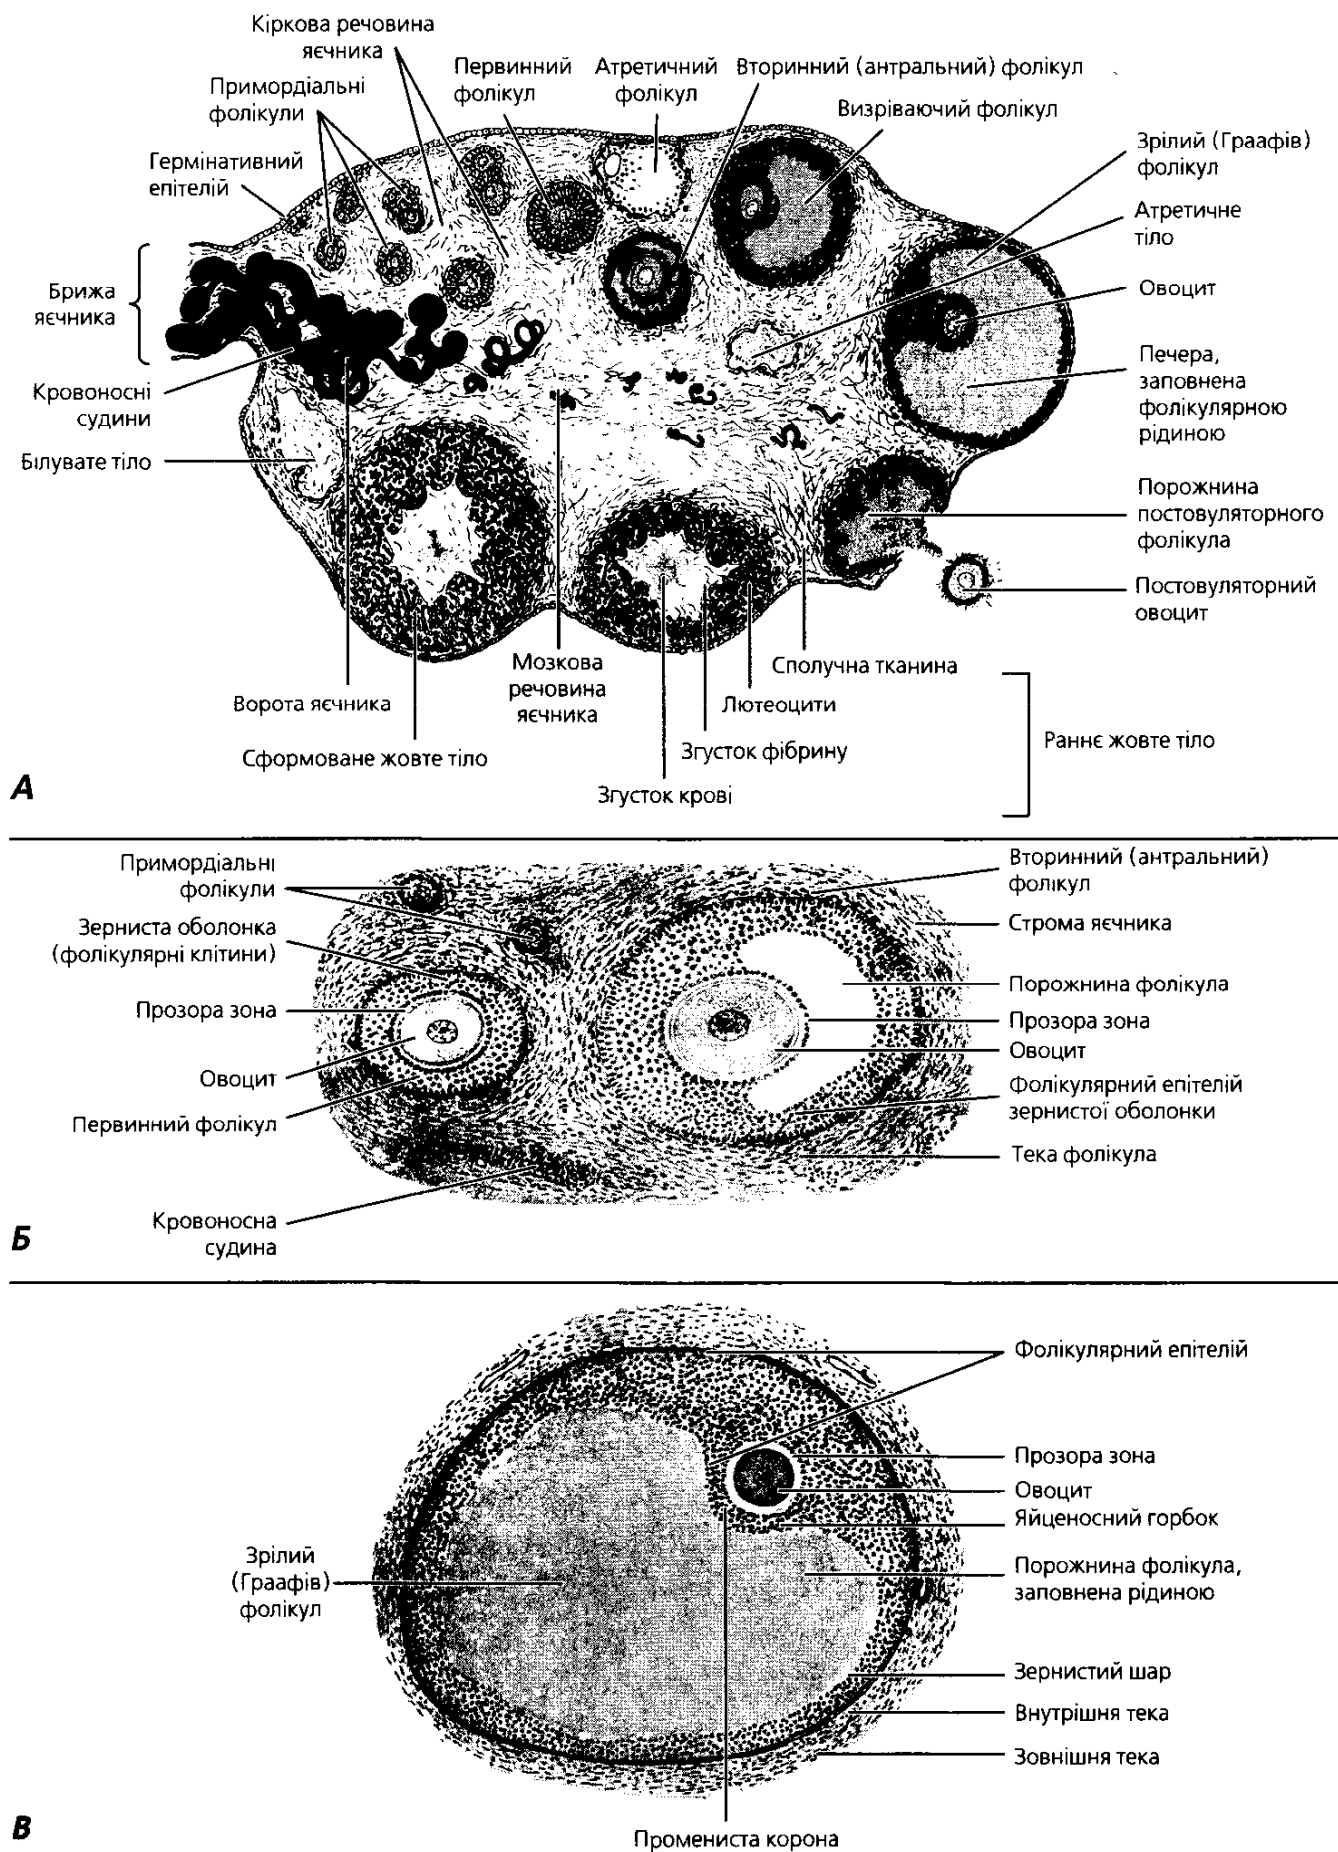 Кіркова речовина
яєчника
Примордіальні
фолікули
Гермінативний
епітелій
Первинний
фолікул
Атретичний
фолікул
Вторинний (антральний) фолікул
Визріваючий фолікул
Зрілий (Граафів)
фолікул
Атретичне
тіло
Овоцит
Печера,
заповнена
фолікулярною
рідиною
Порожнина
постовуляторного
фолікула
Постовуляторний
овоцит
Брижа
яєчника
Кровоносні
судини
Білувате тіло
Ворота яєчника
Сформоване жовте тіло
Мозкова
речовина
яєчника
Сполучна тканина
Лютеоцити
Згусток фібрину
Згусток крові
Раннє жовте тіло
А
Примордіальні
фолікули
Зерниста оболонка
(фолікулярні клітини)
Прозора зона
Овоцит
Первинний фолікул
Кровоносна
судина
Вторинний (антральний)
фолікул
Строма яєчника
Порожнина фолікула
Прозора зона
Овоцит
Фолікулярний епітелій
зернистої оболонки
Тека фолікула
Б
Фолікулярний епітелій
Прозора зона
Овоцит
Яйценосний горбок
Порожнина фолікула,
заповнена рідиною
Зрілий
(Граафів)
фолікул
Зернистий шар
Внутрішня тека
Зовнішня тека
Промениста корона
В